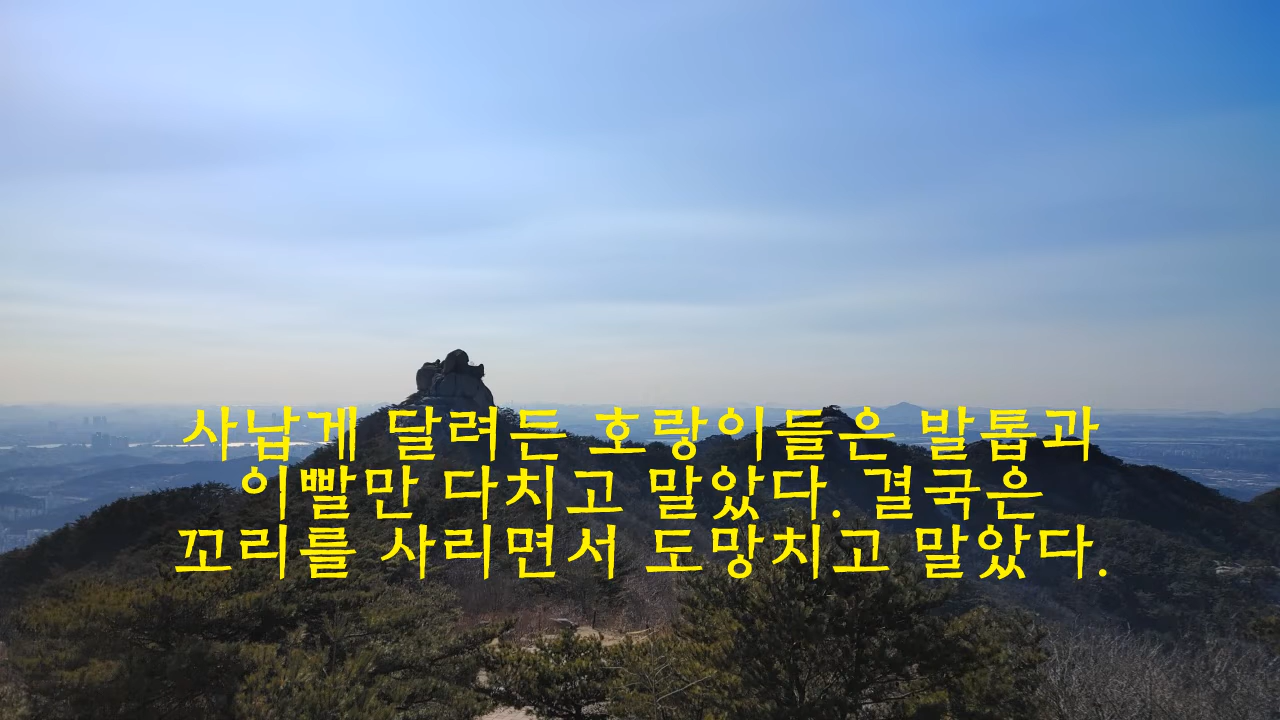 사납게 달려든 호랑이들은 발톱과
이빨만 다치고 말았다. 결국은
꼬리를 사리면서 도망치고 말았다.